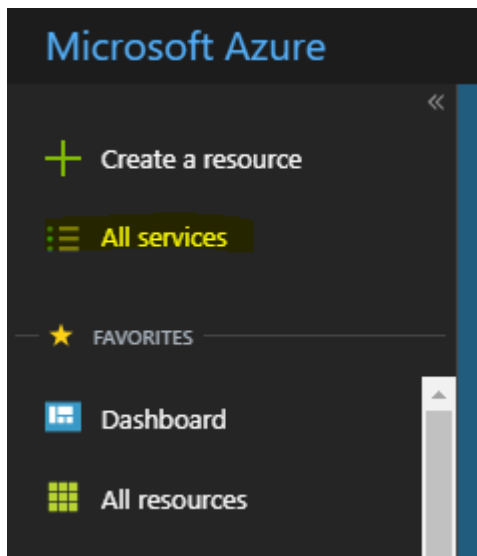 Microsoft Azure
Create a resource
All services
FAVORITES
Dashboard
All resources